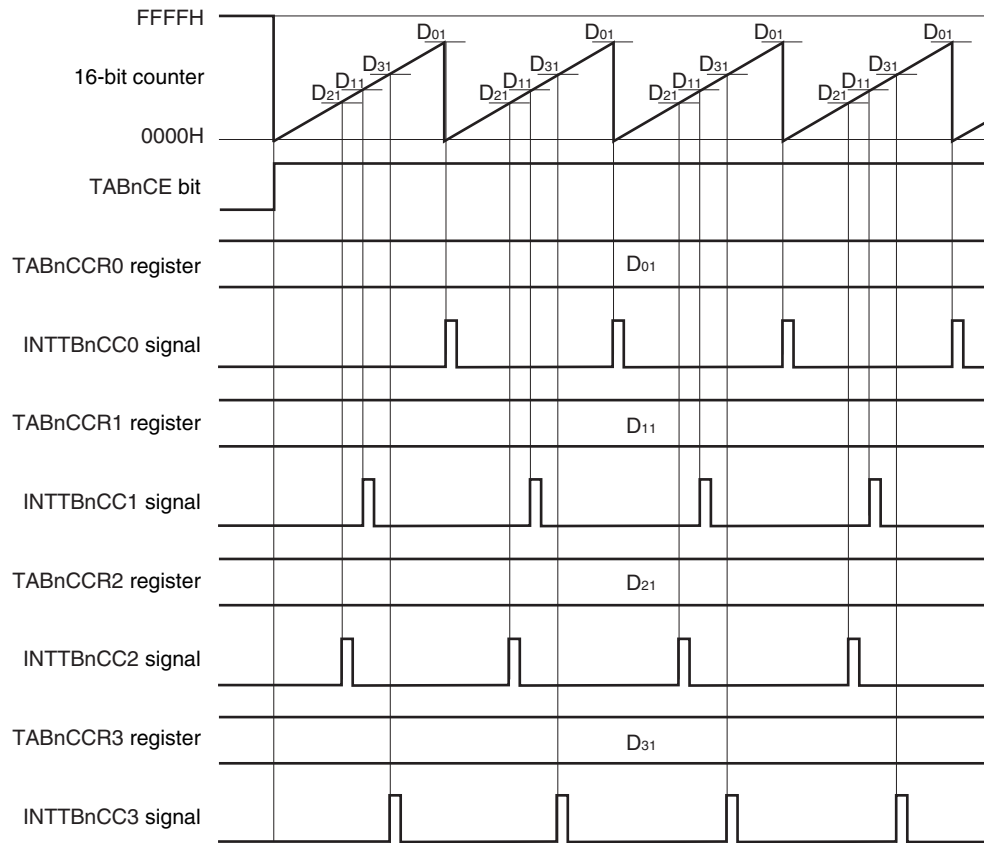 FFFFH
D01 D01 D01 D01
16-bit counter
D31 D31 D31 D31
D11 D11 D11 D11
D21 D21 D21 D21
0000H
TABnCE bit
TABnCCR0 register
D01
INTTBnCC0 signal
TABnCCR1 register
D11
INTTBnCC1 signal
TABnCCR2 register
D21
INTTBnCC2 signal
TABnCCR3 register
D31
INTTBnCC3 signal